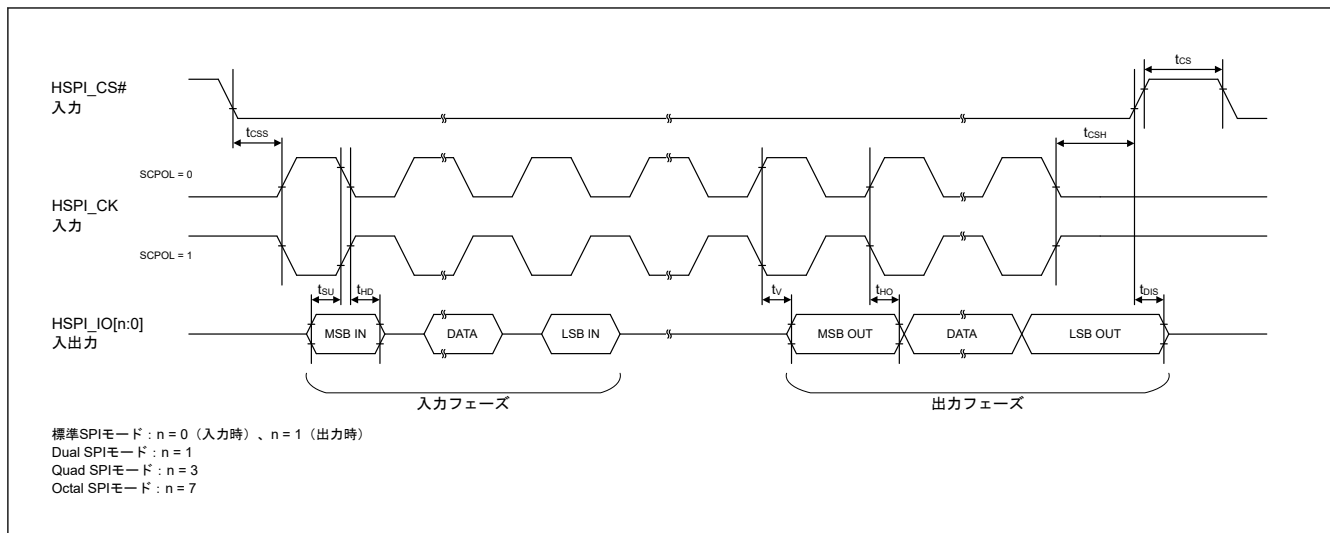 HSPI_CS#
入力
tCS
tCSS
tCSH
SCPOL = 0
HSPI_CK
入力
SCPOL = 1
tSU
tHD
tV
tHO
tDIS
HSPI_IO[n:0]
入出力
MSB IN
DATA
LSB IN
MSB OUT
DATA
LSB OUT
入力フェーズ
出力フェーズ
標準SPIモード：n = 0（入力時）、n = 1（出力時）
Dual SPIモード：n = 1
Quad SPIモード：n = 3
Octal SPIモード：n = 7